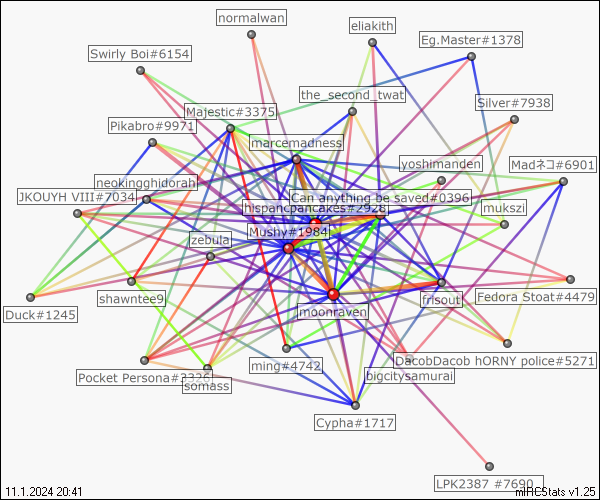 normalwan
eliakith
Eg.Master#1378
Swirly Boi#6154
the_second_twat
Silver#7938
Majestic#3375
Pikabro#9971
marcemadness
yoshimanden
Madネコ#6901
neokingghidorah
JKOUYH VIII#7034
Can anything be saved#0396
hispancpancakes#2928
mukszi
Mushy#1984
zebula
Duck#1245
shawntee9
moonraven
frisout
Fedora Stoat#4479
ming#4742
DacobDacob hORNY police#5271
Pocket Persona#3326
somass
bigcitysamurai
Cypha#1717
LPK2387 #7690
11.1.2024 20:41
mIRCStats v1.25